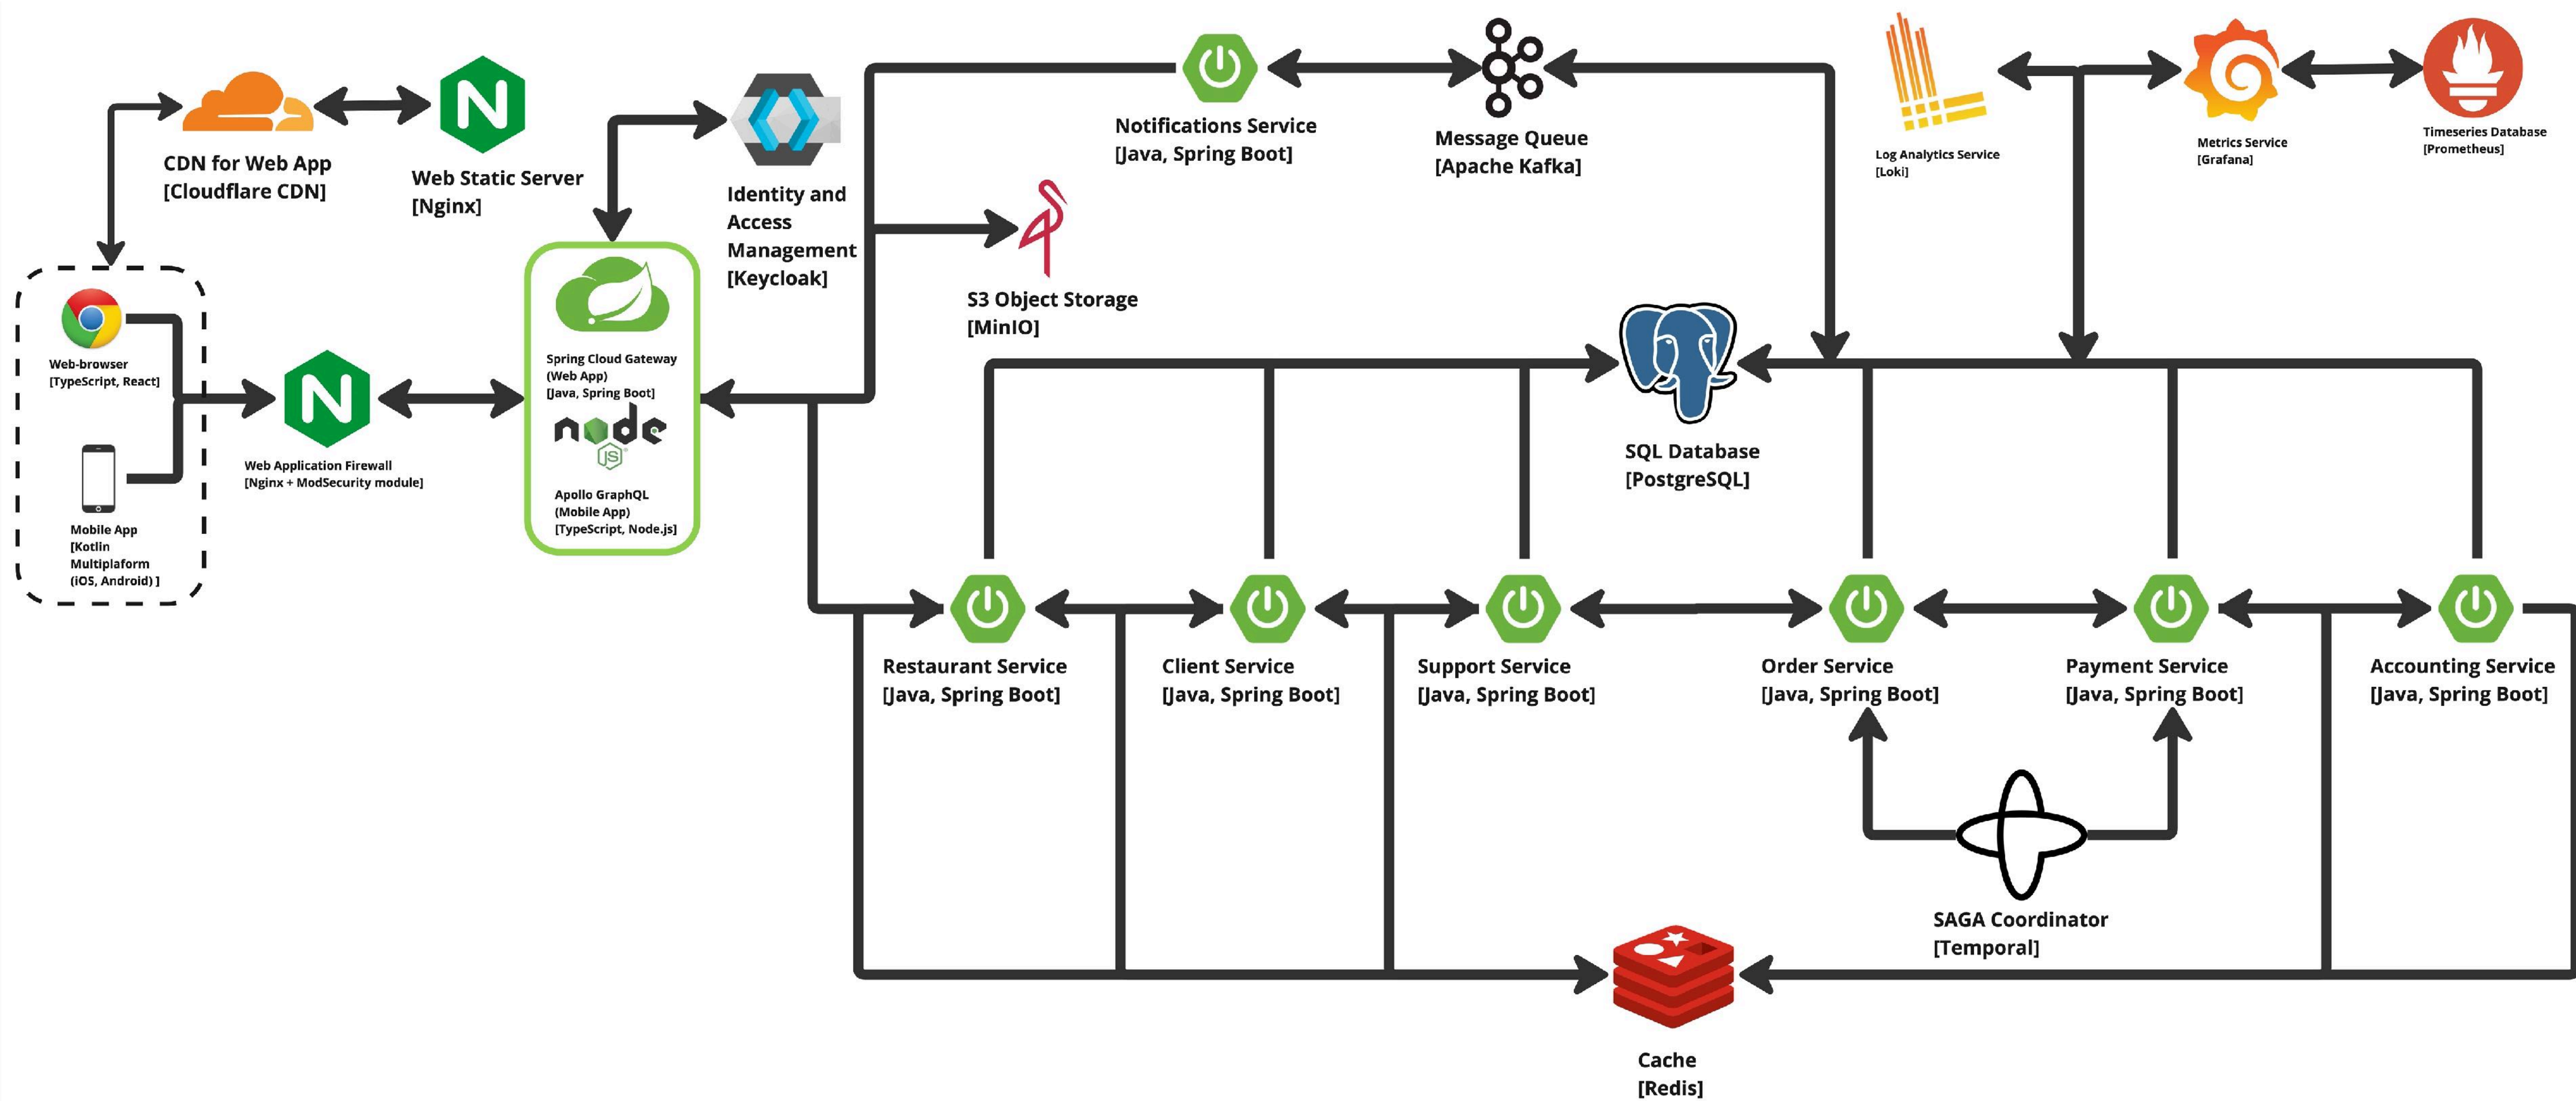 CDN for Web App
[Cloudflare CDN]
N
Web Static Server
[Nginx]
Identity and
Access
Management
[Keycloak]
Notifications Service
[Java, Spring Boot]
Message Queue
[Apache Kafka]
Log Analytics Service
[Loki]
Metrics Service
[Grafana]
Timeseries Database
[Prometheus]
S3 Object Storage
[MinIO]
Web-browser
[TypeScript, React]
Mobile App
[Kotlin
Multiplaform
(iOS, Android) ]
N
Web Application Firewall
[Nginx + ModSecurity module]
Spring Cloud Gateway
(Web App)
[Java, Spring Boot]
node
JS
Apollo GraphQL
(Mobile App)
[TypeScript, Node.js]
SQL Database
[PostgreSQL]
Restaurant Service
[Java, Spring Boot]
Client Service
[Java, Spring Boot]
Support Service
[Java, Spring Boot]
Order Service
[Java, Spring Boot]
Payment Service
[Java, Spring Boot]
Accounting Service
[Java, Spring Boot]
SAGA Coordinator
[Temporal]
Cache
[Redis]